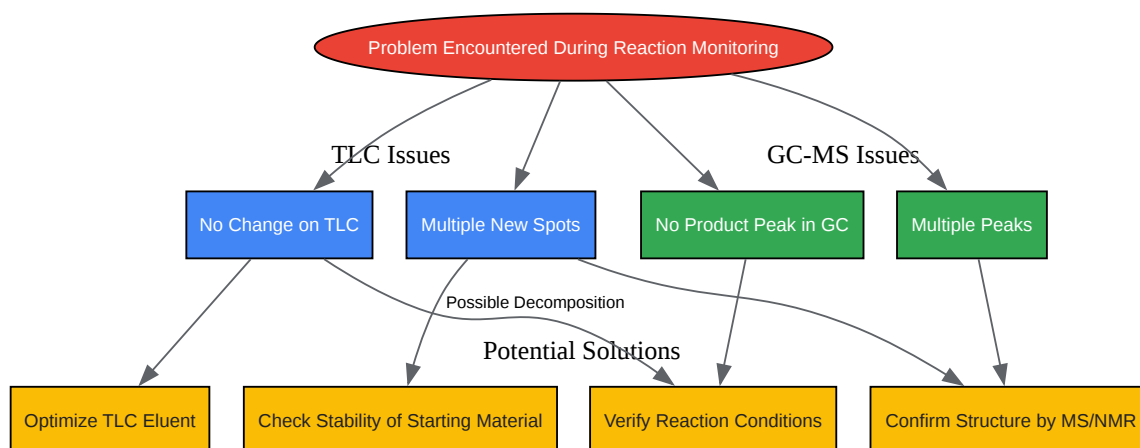 Problem Encountered During Reaction Monitoring
TLC Issues
GC-MS Issues
No Change on TLC
Multiple New Spots
No Product Peak in GC
Multiple Peaks
Possible Decomposition
Potential Solutions
Optimize TLC Eluent
Check Stability of Starting Material
Verify Reaction Conditions
Confirm Structure by MS/NMR